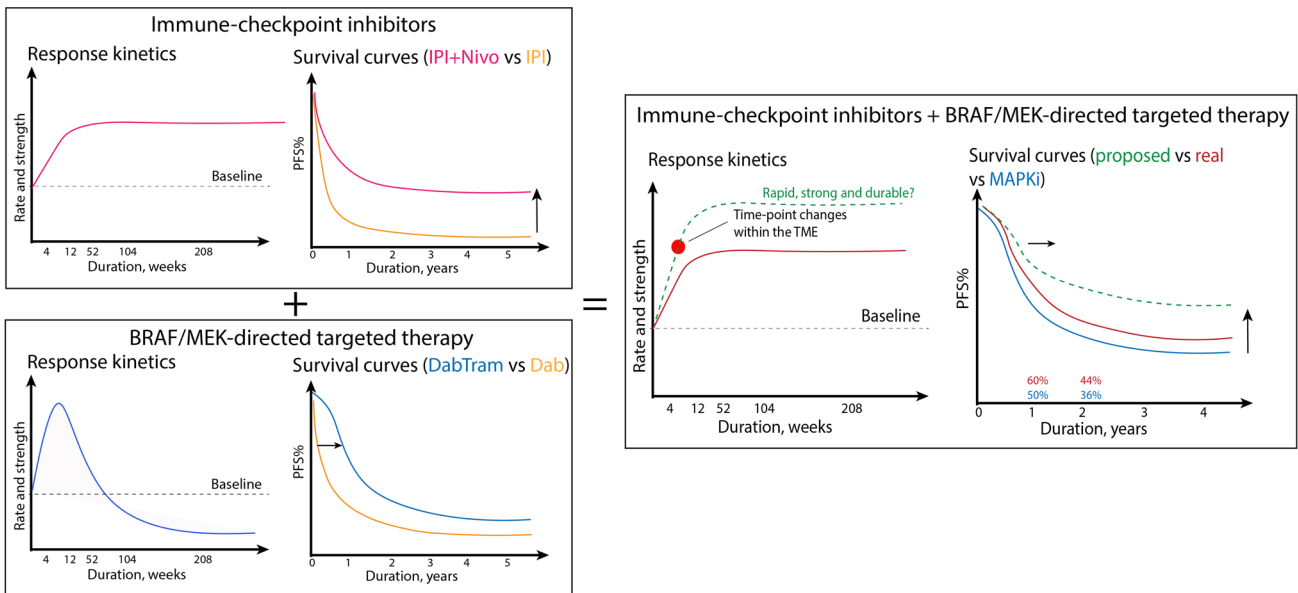 Immune-checkpoint inhibitors
Response kinetics
Rate and strength
Baseline
4 12 52 104 208
Duration, weeks
Survival curves (IPI+Nivo vs IPI)
PFS%
0 1 2 3 4 5
Duration, years
+
BRAF/MEK-directed targeted therapy
Response kinetics
Rate and strength
Baseline
4 12 52 104 208
Duration, weeks
Survival curves (DabTram vs Dab)
PFS%
0 1 2 3 4 5
Duration, years
=
Immune-checkpoint inhibitors + BRAF/MEK-directed targeted therapy
Response kinetics
Rate and strength
Rapid, strong and durable?
Time-point changes
within the TME
Baseline
4 12 52 104 208
Duration, weeks
Survival curves (proposed vs real
vs MAPKi)
PFS%
60% 44%
50% 36%
0 1 2 3 4
Duration, years